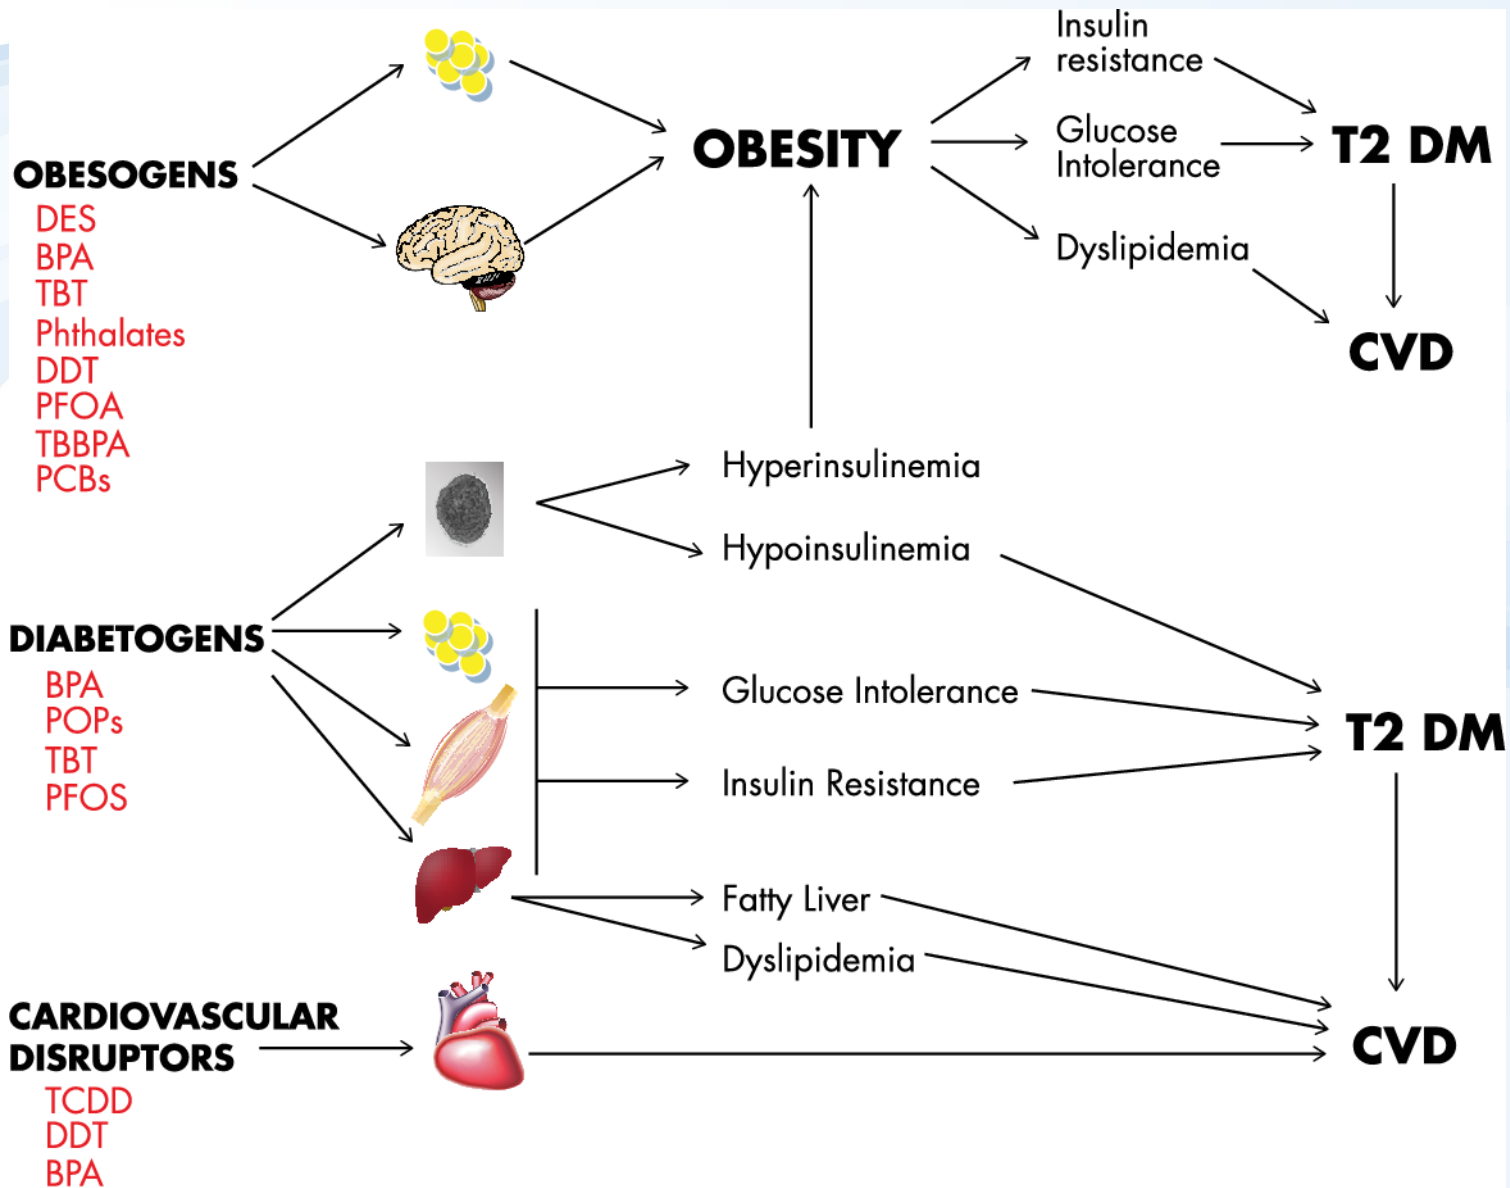 OBESOGENS
DES
BPA
TBT
Phthalates
DDT
PFOA
TBBPA
PCBs
OBESITY
Insulin
resistance
Glucose
Intolerance
Dyslipidemia
T2 DM
CVD
DIABETOGENS
BPA
POPs
TBT
PFOS
Hyperinsulinemia
Hypoinsulinemia
Glucose Intolerance
Insulin Resistance
Fatty Liver
Dyslipidemia
T2 DM
CVD
CARDIOVASCULAR
DISRUPTORS
TCDD
DDT
BPA